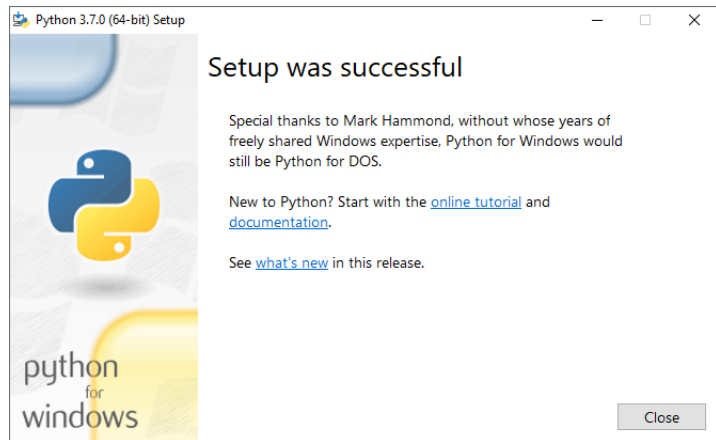 Python 3.7.0 (64-bit) Setup
Setup was successful
Special thanks to Mark Hammond, without whose years of
freely shared Windows expertise, Python for Windows would
still be Python for DOS.
New to Python? Start with the online tutorial and
documentation.
See what's new in this release.
python
for
windows
Close